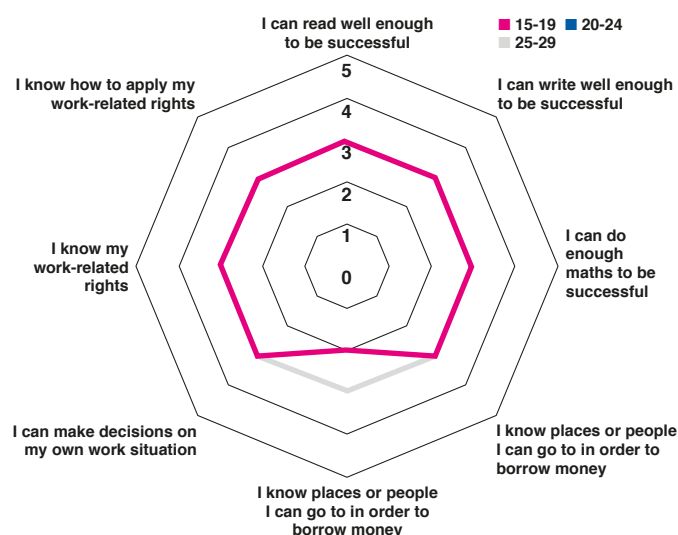 I can read well enough
to be successful
15-19 20-24
25-29
I know how to apply my
work-related rights
I can write well enough
to be successful
5
4
3
2
1
0
I know my
work-related
rights
I can do
enough
maths to be
successful
I can make decisions on
my own work situation
I know places or people
I can go to in order to
borrow money
I know places or people
I can go to in order to
borrow money